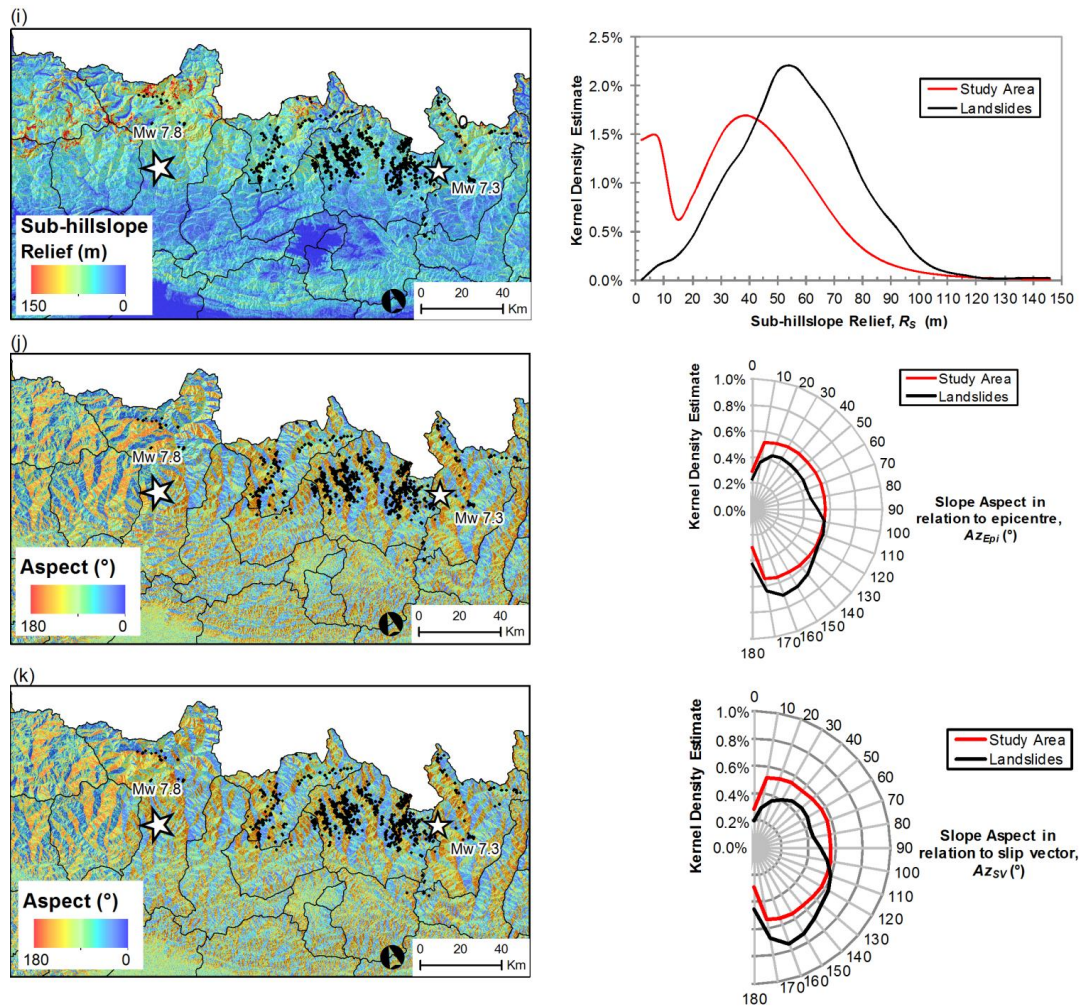 (i)
Mw 7.8
Mw 7.3
Sub-hillslope
Relief (m)
150 0
0 20 40
Km
2.5%
2.0%
1.5%
1.0%
0.5%
0.0%
Kernel Density Estimate
Study Area
Landslides
0 10 20 30 40 50 60 70 80 90 100 110 120 130 140 150
Sub-hillslope Relief, RS (m)
(j)
Mw 7.8
Mw 7.3
Aspect (°)
180 0
0 20 40
Km
Kernel Density Estimate
1.0%
0.8%
0.6%
0.4%
0.2%
0.0%
0
10
20
30
40
50
60
70
80
90
100
110
120
130
140
150
160
170
180
Study Area
Landslides
Slope Aspect in
relation to epicentre,
AzEpi (°)
(k)
Mw 7.8
Mw 7.3
Aspect (°)
180 0
0 20 40
Km
Kernel Density Estimate
1.0%
0.8%
0.6%
0.4%
0.2%
0.0%
0
10
20
30
40
50
60
70
80
90
100
110
120
130
140
150
160
170
180
Study Area
Landslides
Slope Aspect in
relation to slip vector,
AzSV (°)